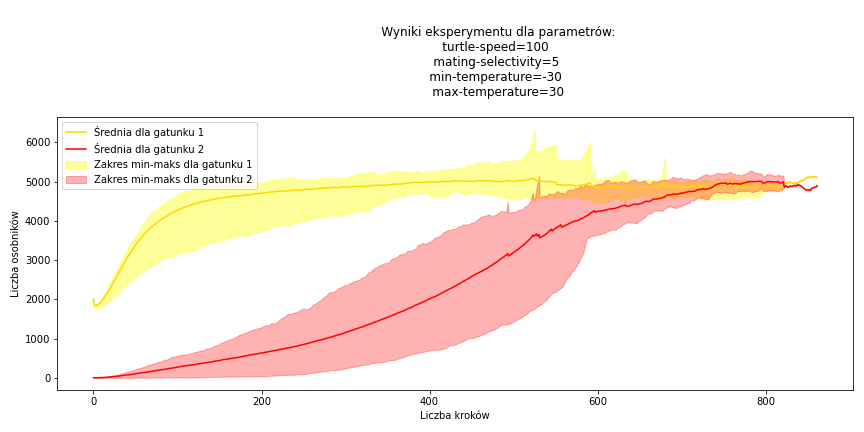 Wyniki eksperymentu dla parametrów:
turtle-speed=100
mating-selectivity=5
min-temperature=-30
max-temperature=30
Średnia dla gatunku 1
Średnia dla gatunku 2
Zakres min-maks dla gatunku 1
Zakres min-maks dla gatunku 2
6000
5000
4000
3000
2000
1000
0
Liczba osobników
0
200
400
600
800
Liczba kroków